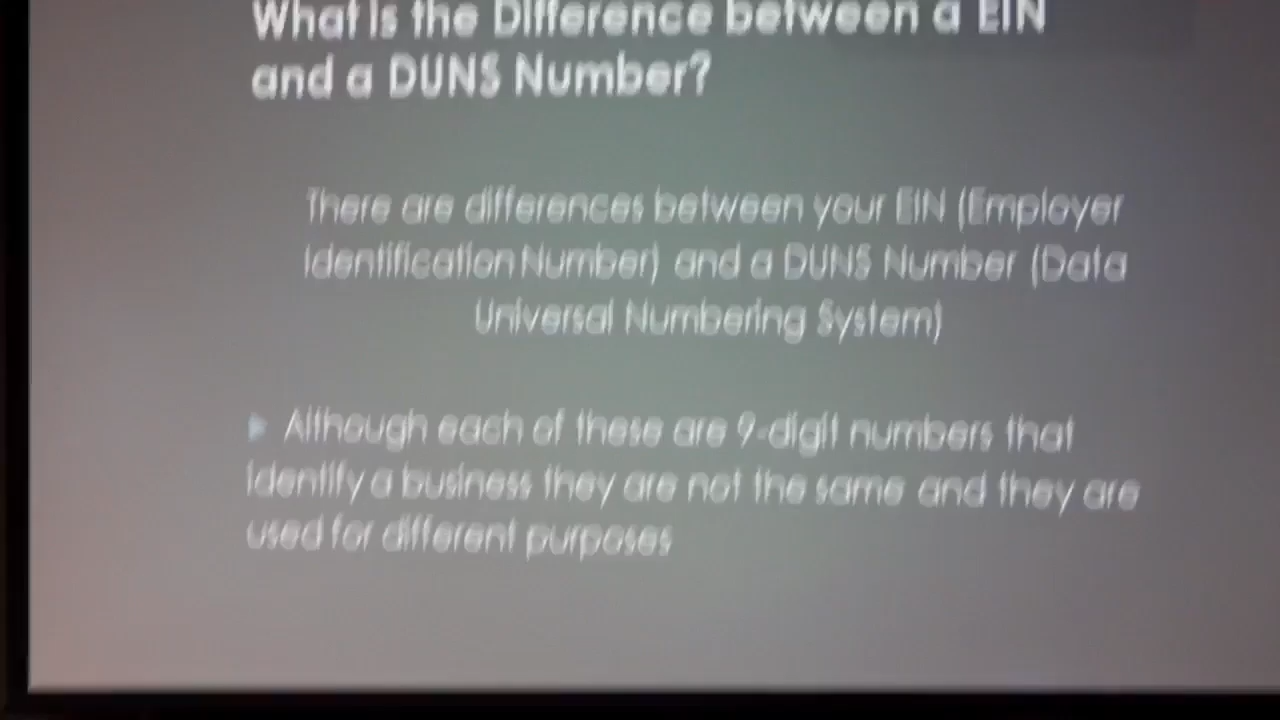 What is the Difference between a EIN
and a DUNS Number?
There are differences between your EIN (Employer
Identification Number) and a DUNS Number (Data
Universal Numbering System)
Although each of these are 9-digit numbers that
identify a business they are not the same and they are
used for different purposes